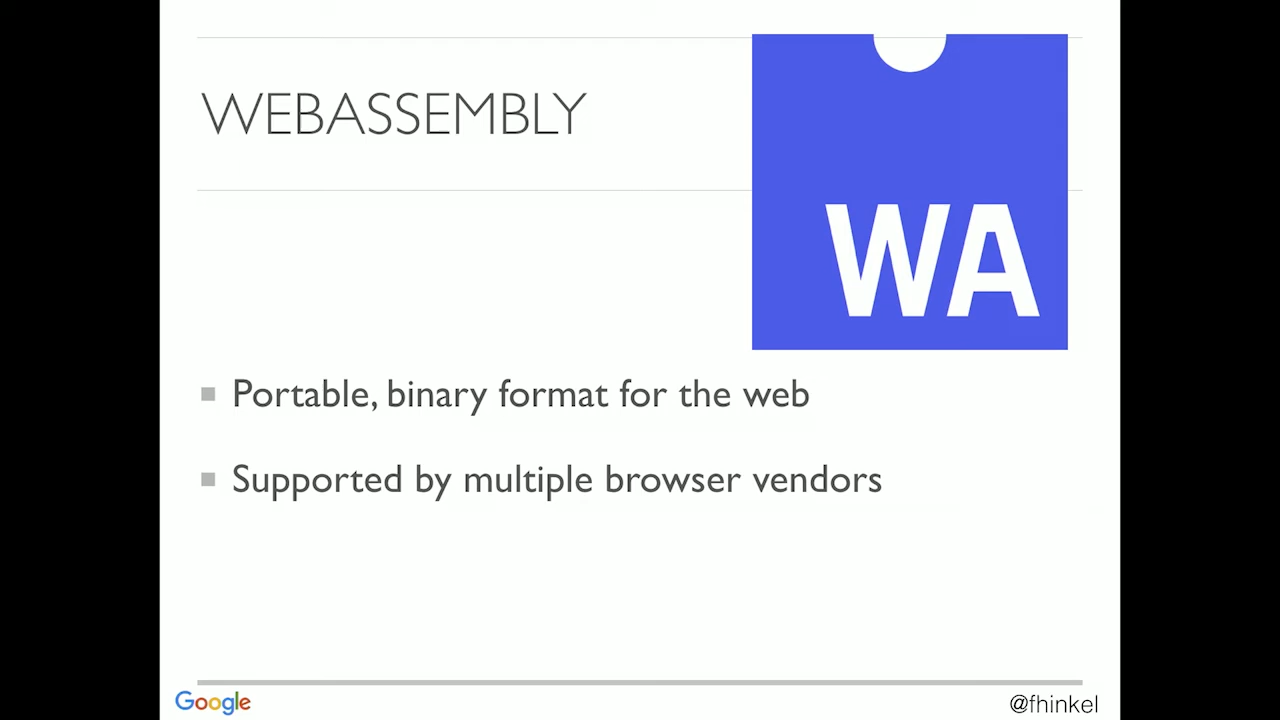 WEBASSEMBLY
WA
Portable, binary format for the web
Supported by multiple browser vendors
Google
@fhinkel